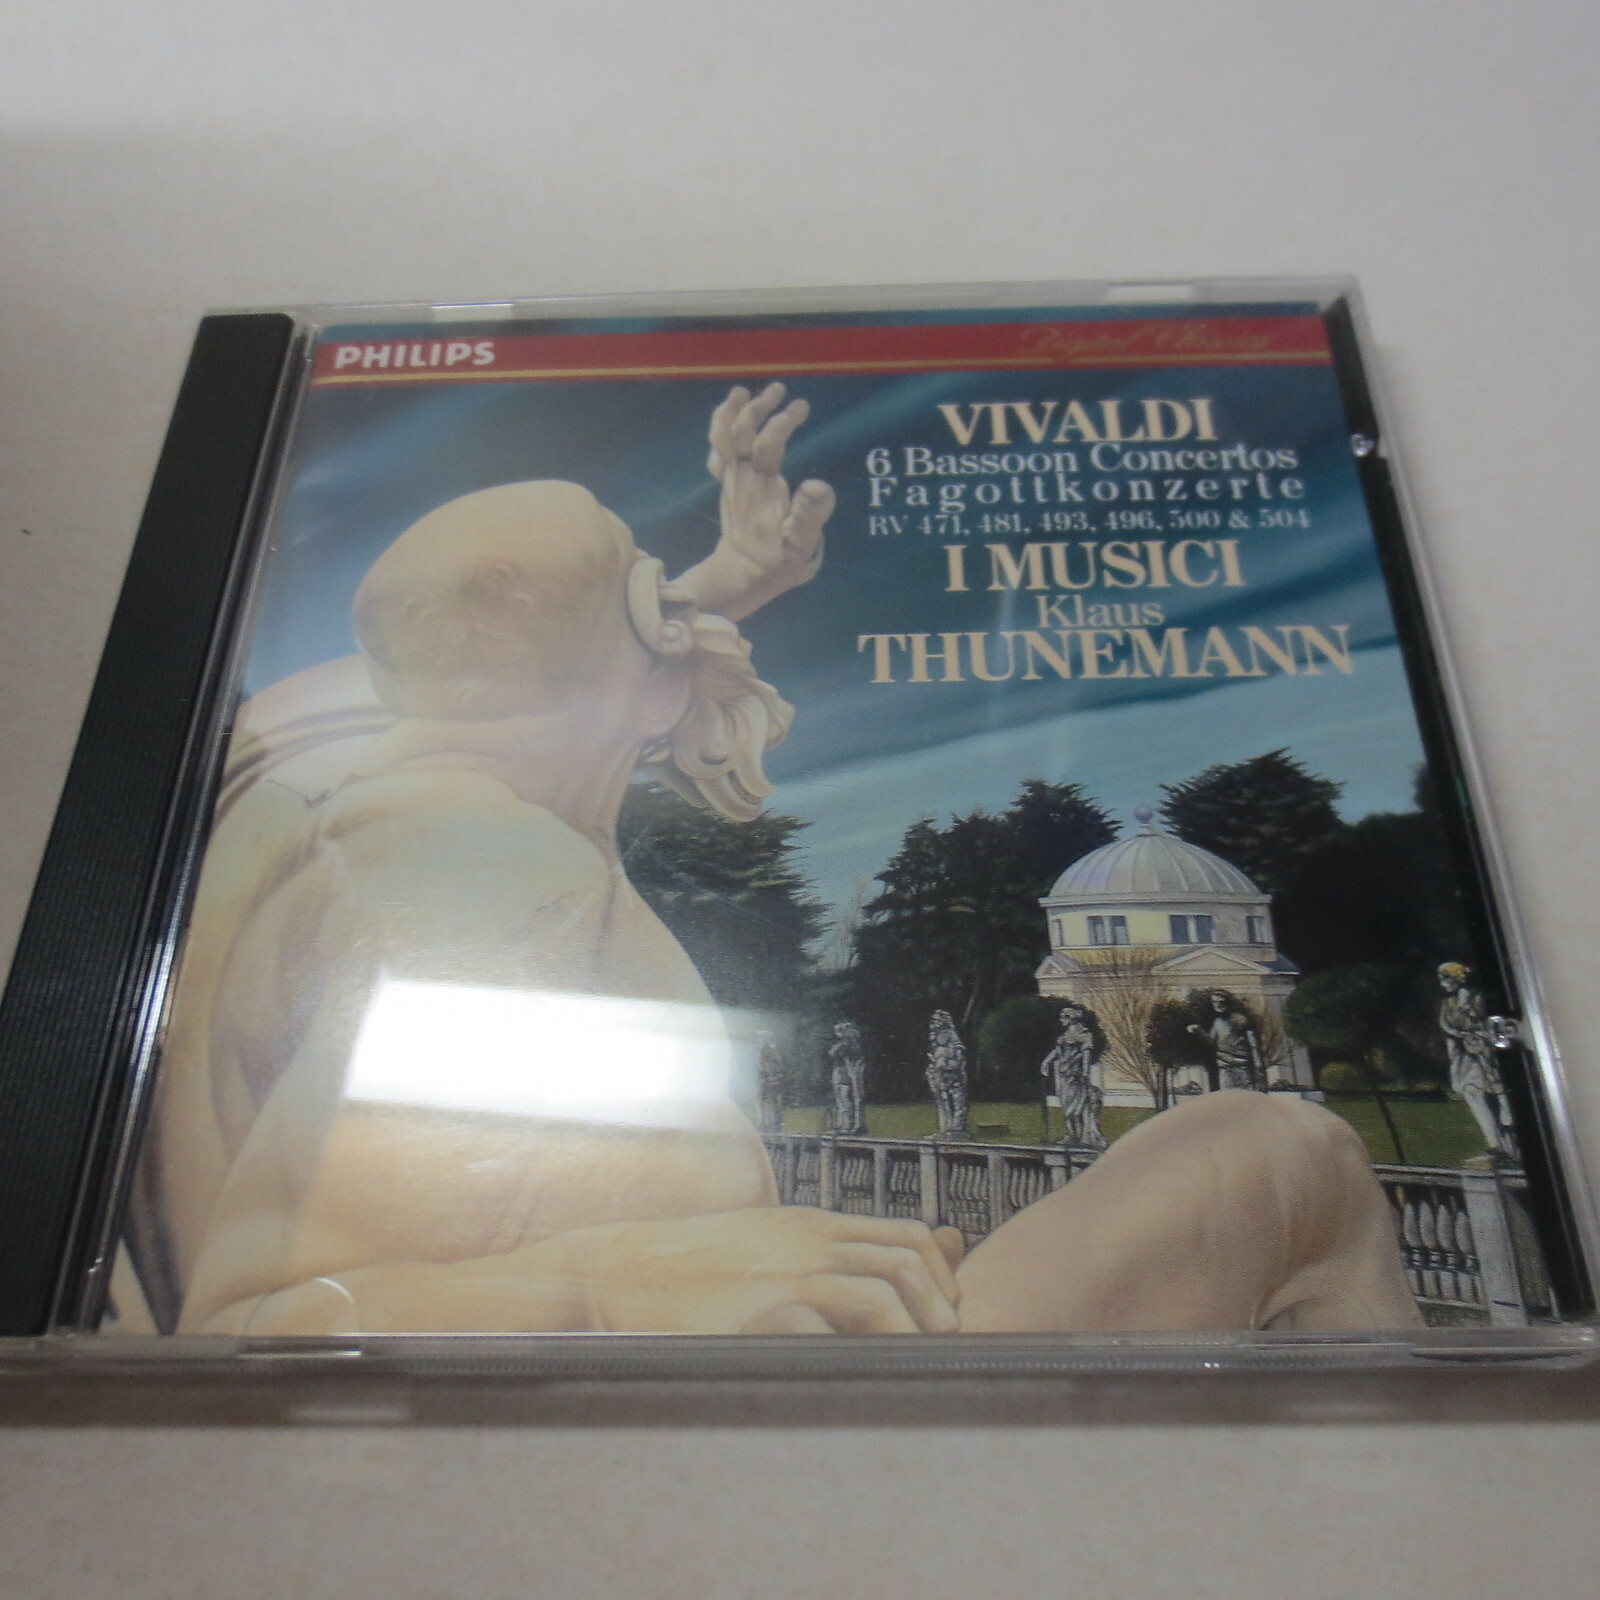 PHILIPS
Digital Classics
VIVALDI
6 Bassoon Concertos
Fagottkonzerte
RV 471, 481, 493, 496, 500 & 504
I MUSICI
Klaus
THUNEMANN